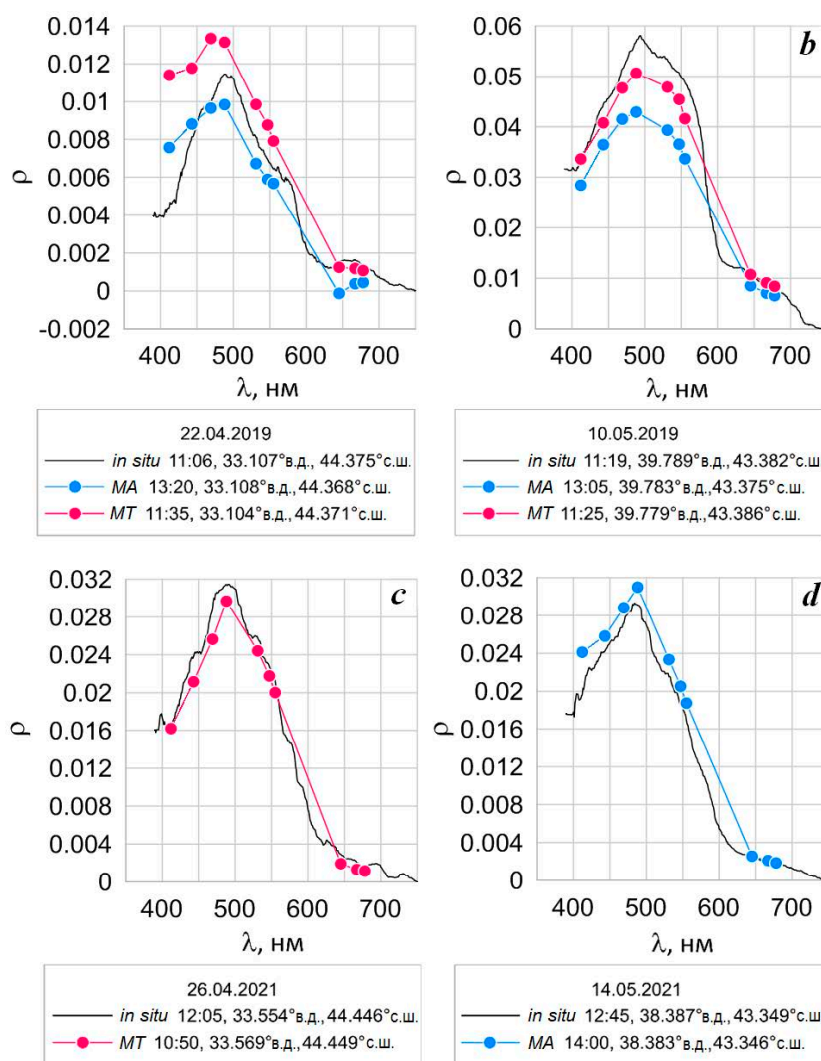 0.014
0.012
0.01
0.008
0.006
0.004
0.002
0
-0.002
ρ
400 500 600 700
λ, нм
22.04.2019
in situ 11:06, 33.107°в.д., 44.375°с.ш.
MA 13:20, 33.108°в.д., 44.368°с.ш.
MT 11:35, 33.104°в.д., 44.371°с.ш.
b
0.06
0.05
0.04
0.03
0.02
0.01
0
ρ
400 500 600 700
λ, нм
10.05.2019
in situ 11:19, 39.789°в.д., 43.382°с.ш.
MA 13:05, 39.783°в.д., 43.375°с.ш.
MT 11:25, 39.779°в.д., 43.386°с.ш.
c
0.032
0.028
0.024
0.02
0.016
0.012
0.008
0.004
0
ρ
400 500 600 700
λ, нм
26.04.2021
in situ 12:05, 33.554°в.д., 44.446°с.ш.
MT 10:50, 33.569°в.д., 44.449°с.ш.
d
0.032
0.028
0.024
0.02
0.016
0.012
0.008
0.004
0
ρ
400 500 600 700
λ, нм
14.05.2021
in situ 12:45, 38.387°в.д., 43.349°с.ш.
MA 14:00, 38.383°в.д., 43.346°с.ш.